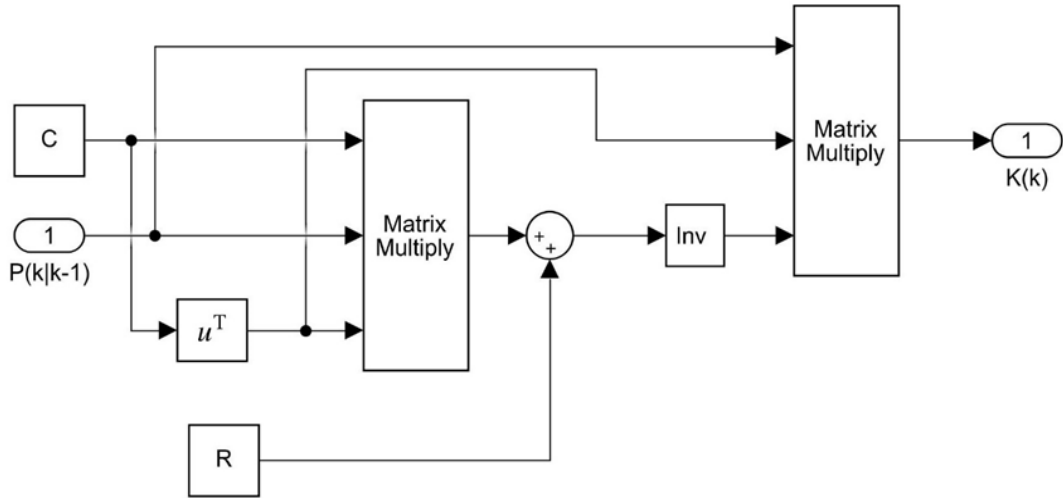 C
1
P(k|k-1)
u^T
R
Matrix
Multiply
+
+
Inv
Matrix
Multiply
1
K(k)